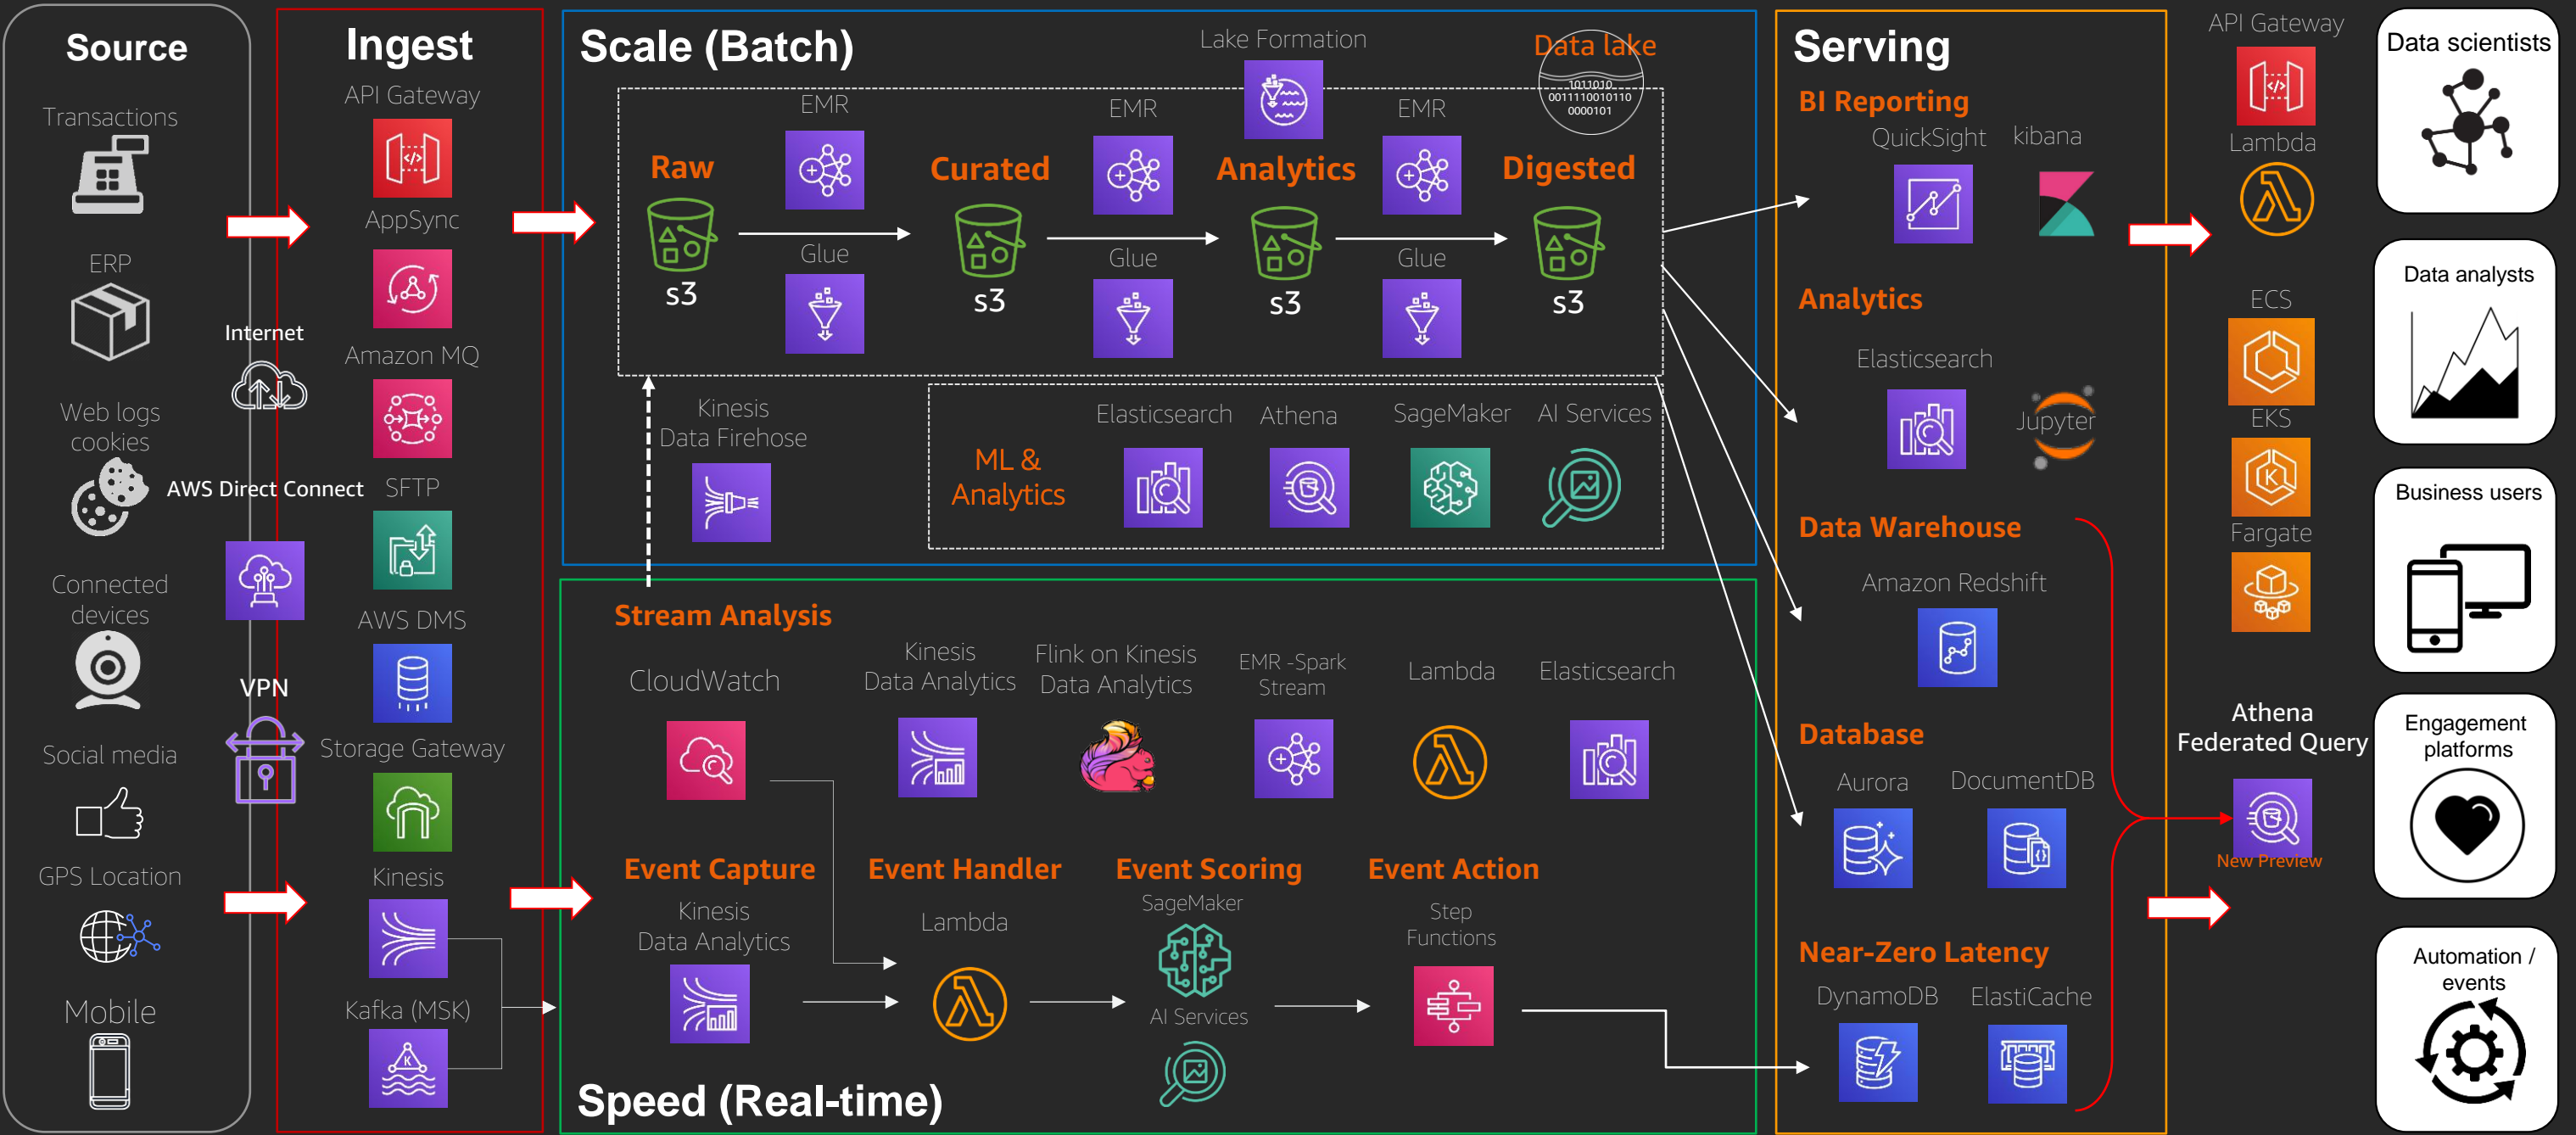 Source
Transactions
ERP
Web logs
cookies
Connected
devices
Social media
GPS Location
Mobile
Internet
AWS Direct Connect
VPN
Ingest
API Gateway
AppSync
Amazon MQ
SFTP
AWS DMS
Storage Gateway
Kinesis
Kafka (MSK)
Scale (Batch)
Lake Formation
Data lake
1011010
0011110010110
0000101
Raw
s3
EMR
Glue
Curated
s3
EMR
Glue
Analytics
s3
EMR
Glue
Digested
s3
Kinesis
Data Firehose
ML &
Analytics
Elasticsearch
Athena
SageMaker
AI Services
Stream Analysis
CloudWatch
Kinesis
Data Analytics
Flink on Kinesis
Data Analytics
EMR -Spark
Stream
Lambda
Elasticsearch
Event Capture
Kinesis
Data Analytics
Event Handler
Lambda
Event Scoring
SageMaker
AI Services
Event Action
Step
Functions
Speed (Real-time)
Serving
BI Reporting
QuickSight
kibana
Analytics
Elasticsearch
Jupyter
Data Warehouse
Amazon Redshift
Database
Aurora
DocumentDB
Near-Zero Latency
DynamoDB
ElastiCache
API Gateway
Lambda
ECS
EKS
K
Fargate
Athena
Federated Query
New Preview
Data scientists
Data analysts
Business users
Engagement
platforms
Automation /
events